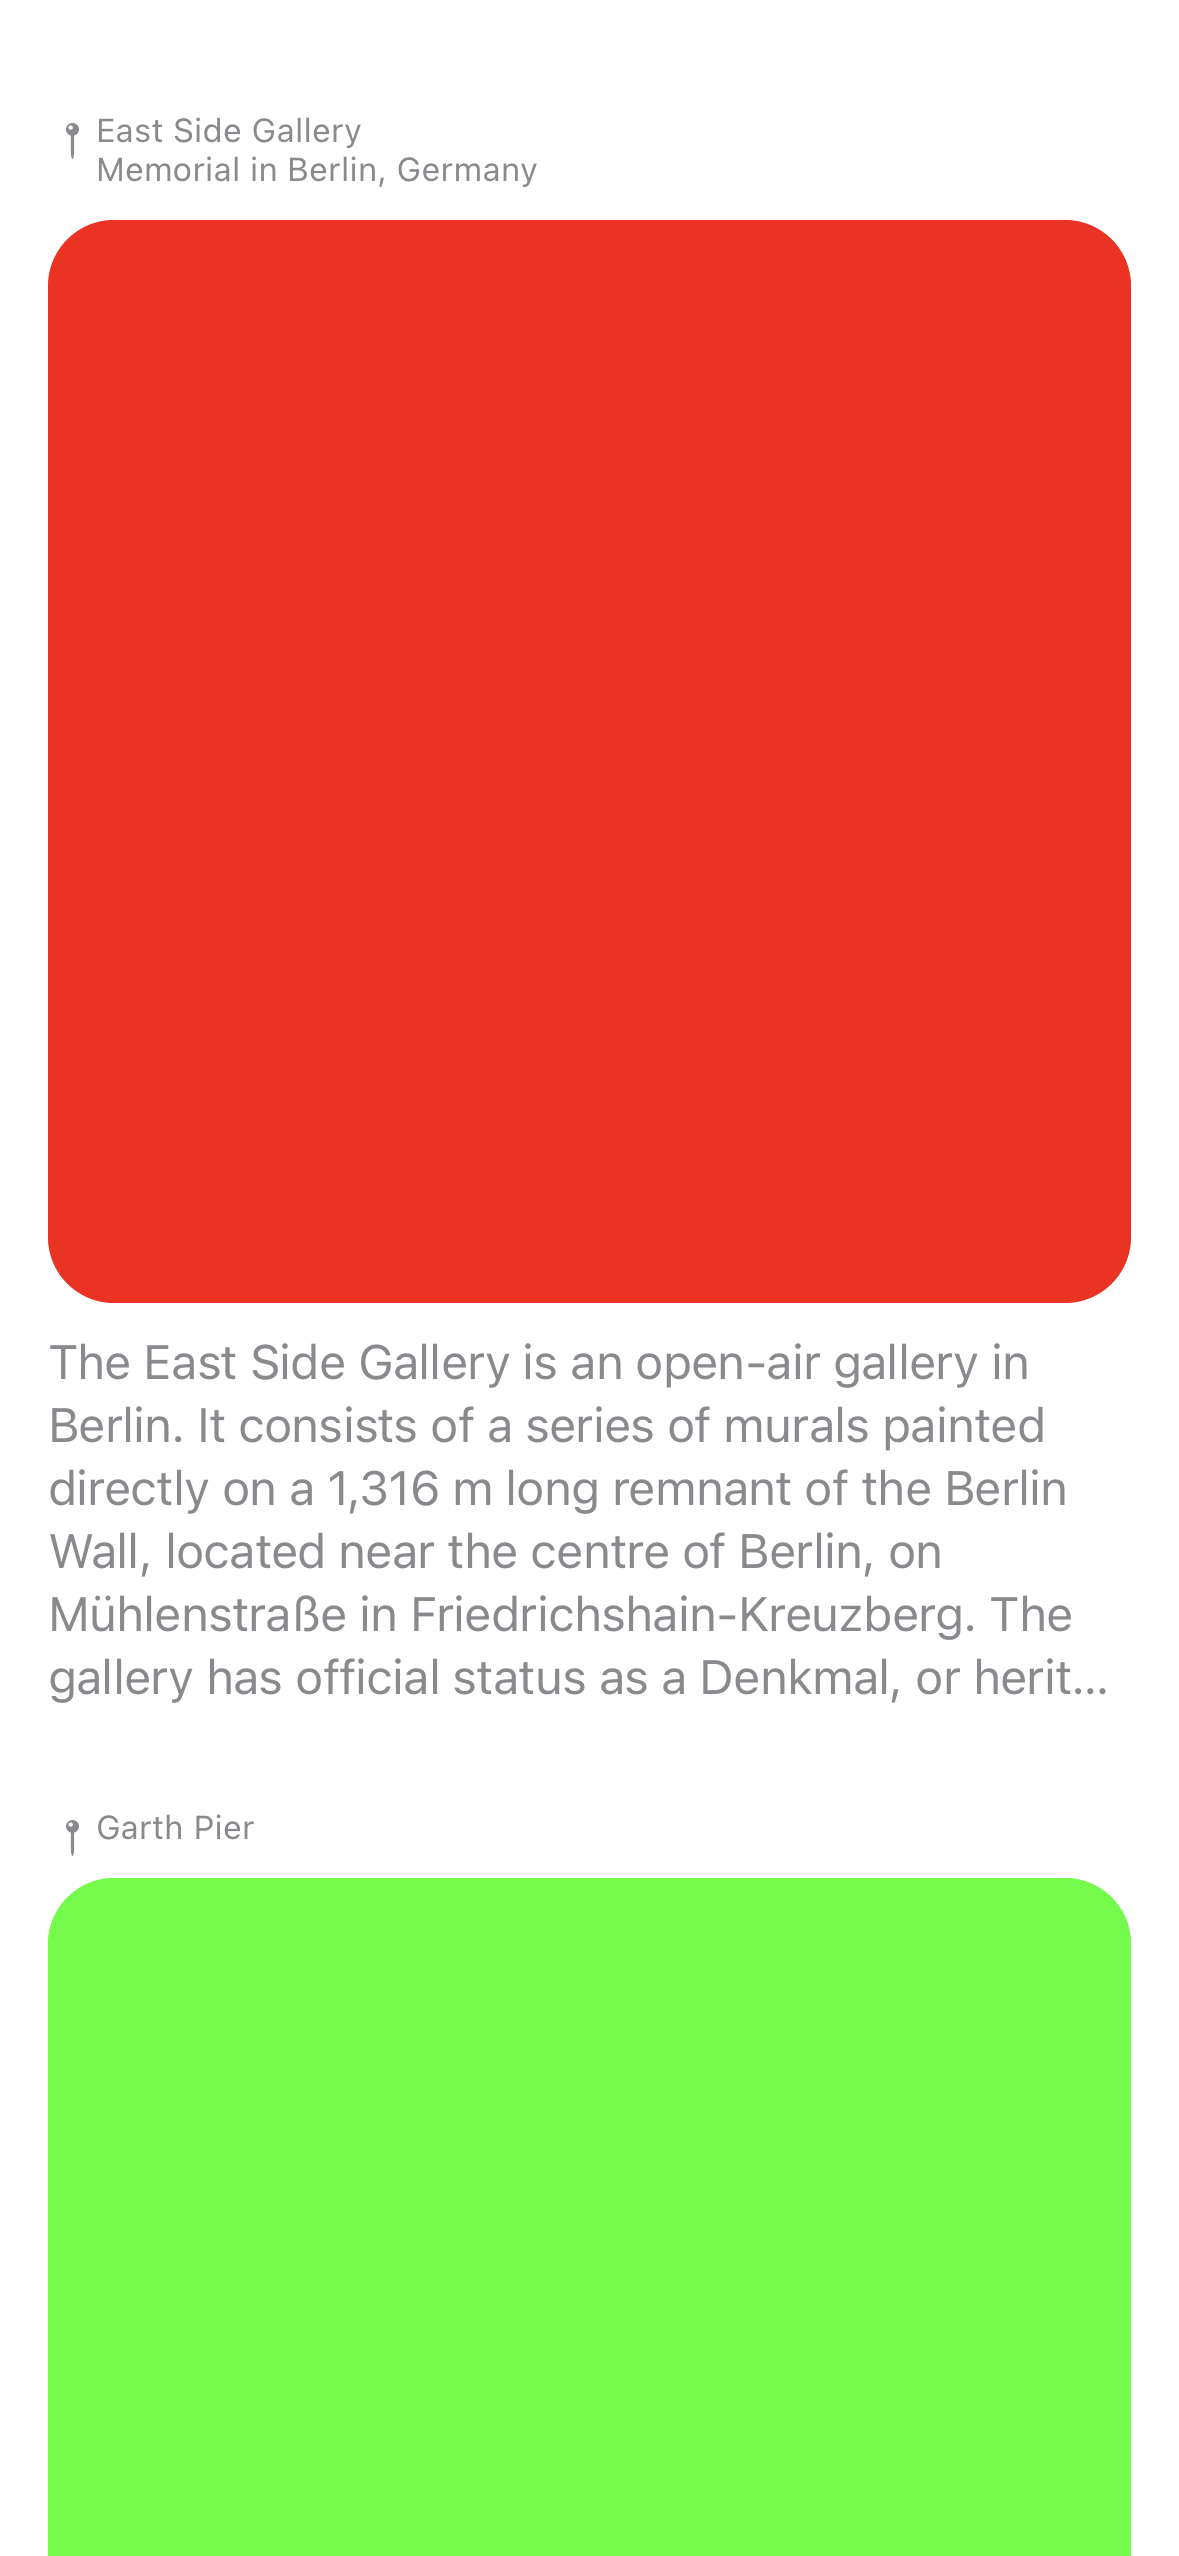 East Side Gallery
Memorial in Berlin, Germany
The East Side Gallery is an open-air gallery in
Berlin. It consists of a series of murals painted
directly on a 1,316 m long remnant of the Berlin
Wall, located near the centre of Berlin, on
Mühlenstraße in Friedrichshain-Kreuzberg. The
gallery has official status as a Denkmal, or herit...
Garth Pier